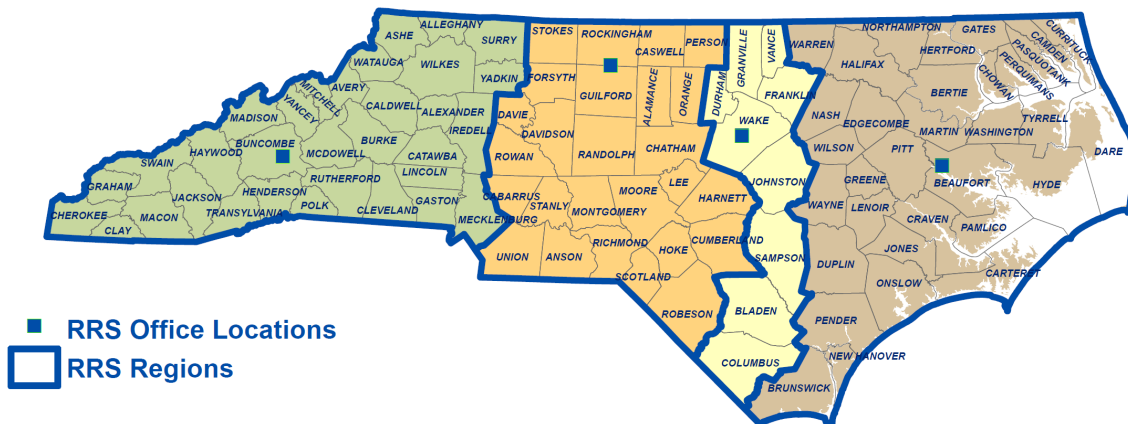 ALLEGHANY
ASHE
SURRY
WATAUGA
WILKES
YADKIN
MITCHELL
AVERY
YANCEY
CALDWELL
ALEXANDER
MADISON
IREDELL
BURKE
BUNCOMBE
HAYWOOD
MCDOWELL
CATAWBA
SWAIN
LINCOLN
RUTHERFORD
GRAHAM
HENDERSON
JACKSON
GASTON
POLK
CLEVELAND
TRANSYLVANIA
CHEROKEE
MACON
MECKLENBURG
CLAY
STOKES
ROCKINGHAM
PERSON
CASWELL
FORSYTH
GUILFORD
ALAMANCE
ORANGE
DAVIE
DAVIDSON
ROWAN
RANDOLPH
CHATHAM
CABARRUS
STANLY
MOORE
LEE
HARNETT
MONTGOMERY
UNION
ANSON
RICHMOND
HOKE
CUMBERLAND
SCOTLAND
ROBESON
GRANVILLE
VANCE
DURHAM
FRANKLIN
WAKE
JOHNSTON
SAMPSON
BLADEN
COLUMBUS
WARREN
NORTHAMPTON
GATES
CURRITUCK
CAMDEN
PASQUOTANK
PERQUIMANS
CHOWAN
HERTFORD
HALIFAX
BERTIE
NASH
EDGECOMBE
MARTIN
WASHINGTON
TYRRELL
DARE
WILSON
PITT
GREENE
BEAUFORT
HYDE
WAYNE
LENOIR
CRAVEN
PAMLICO
JONES
DUPLIN
CARTERET
ONSLOW
PENDER
NEW HANOVER
BRUNSWICK
RRS Office Locations
RRS Regions